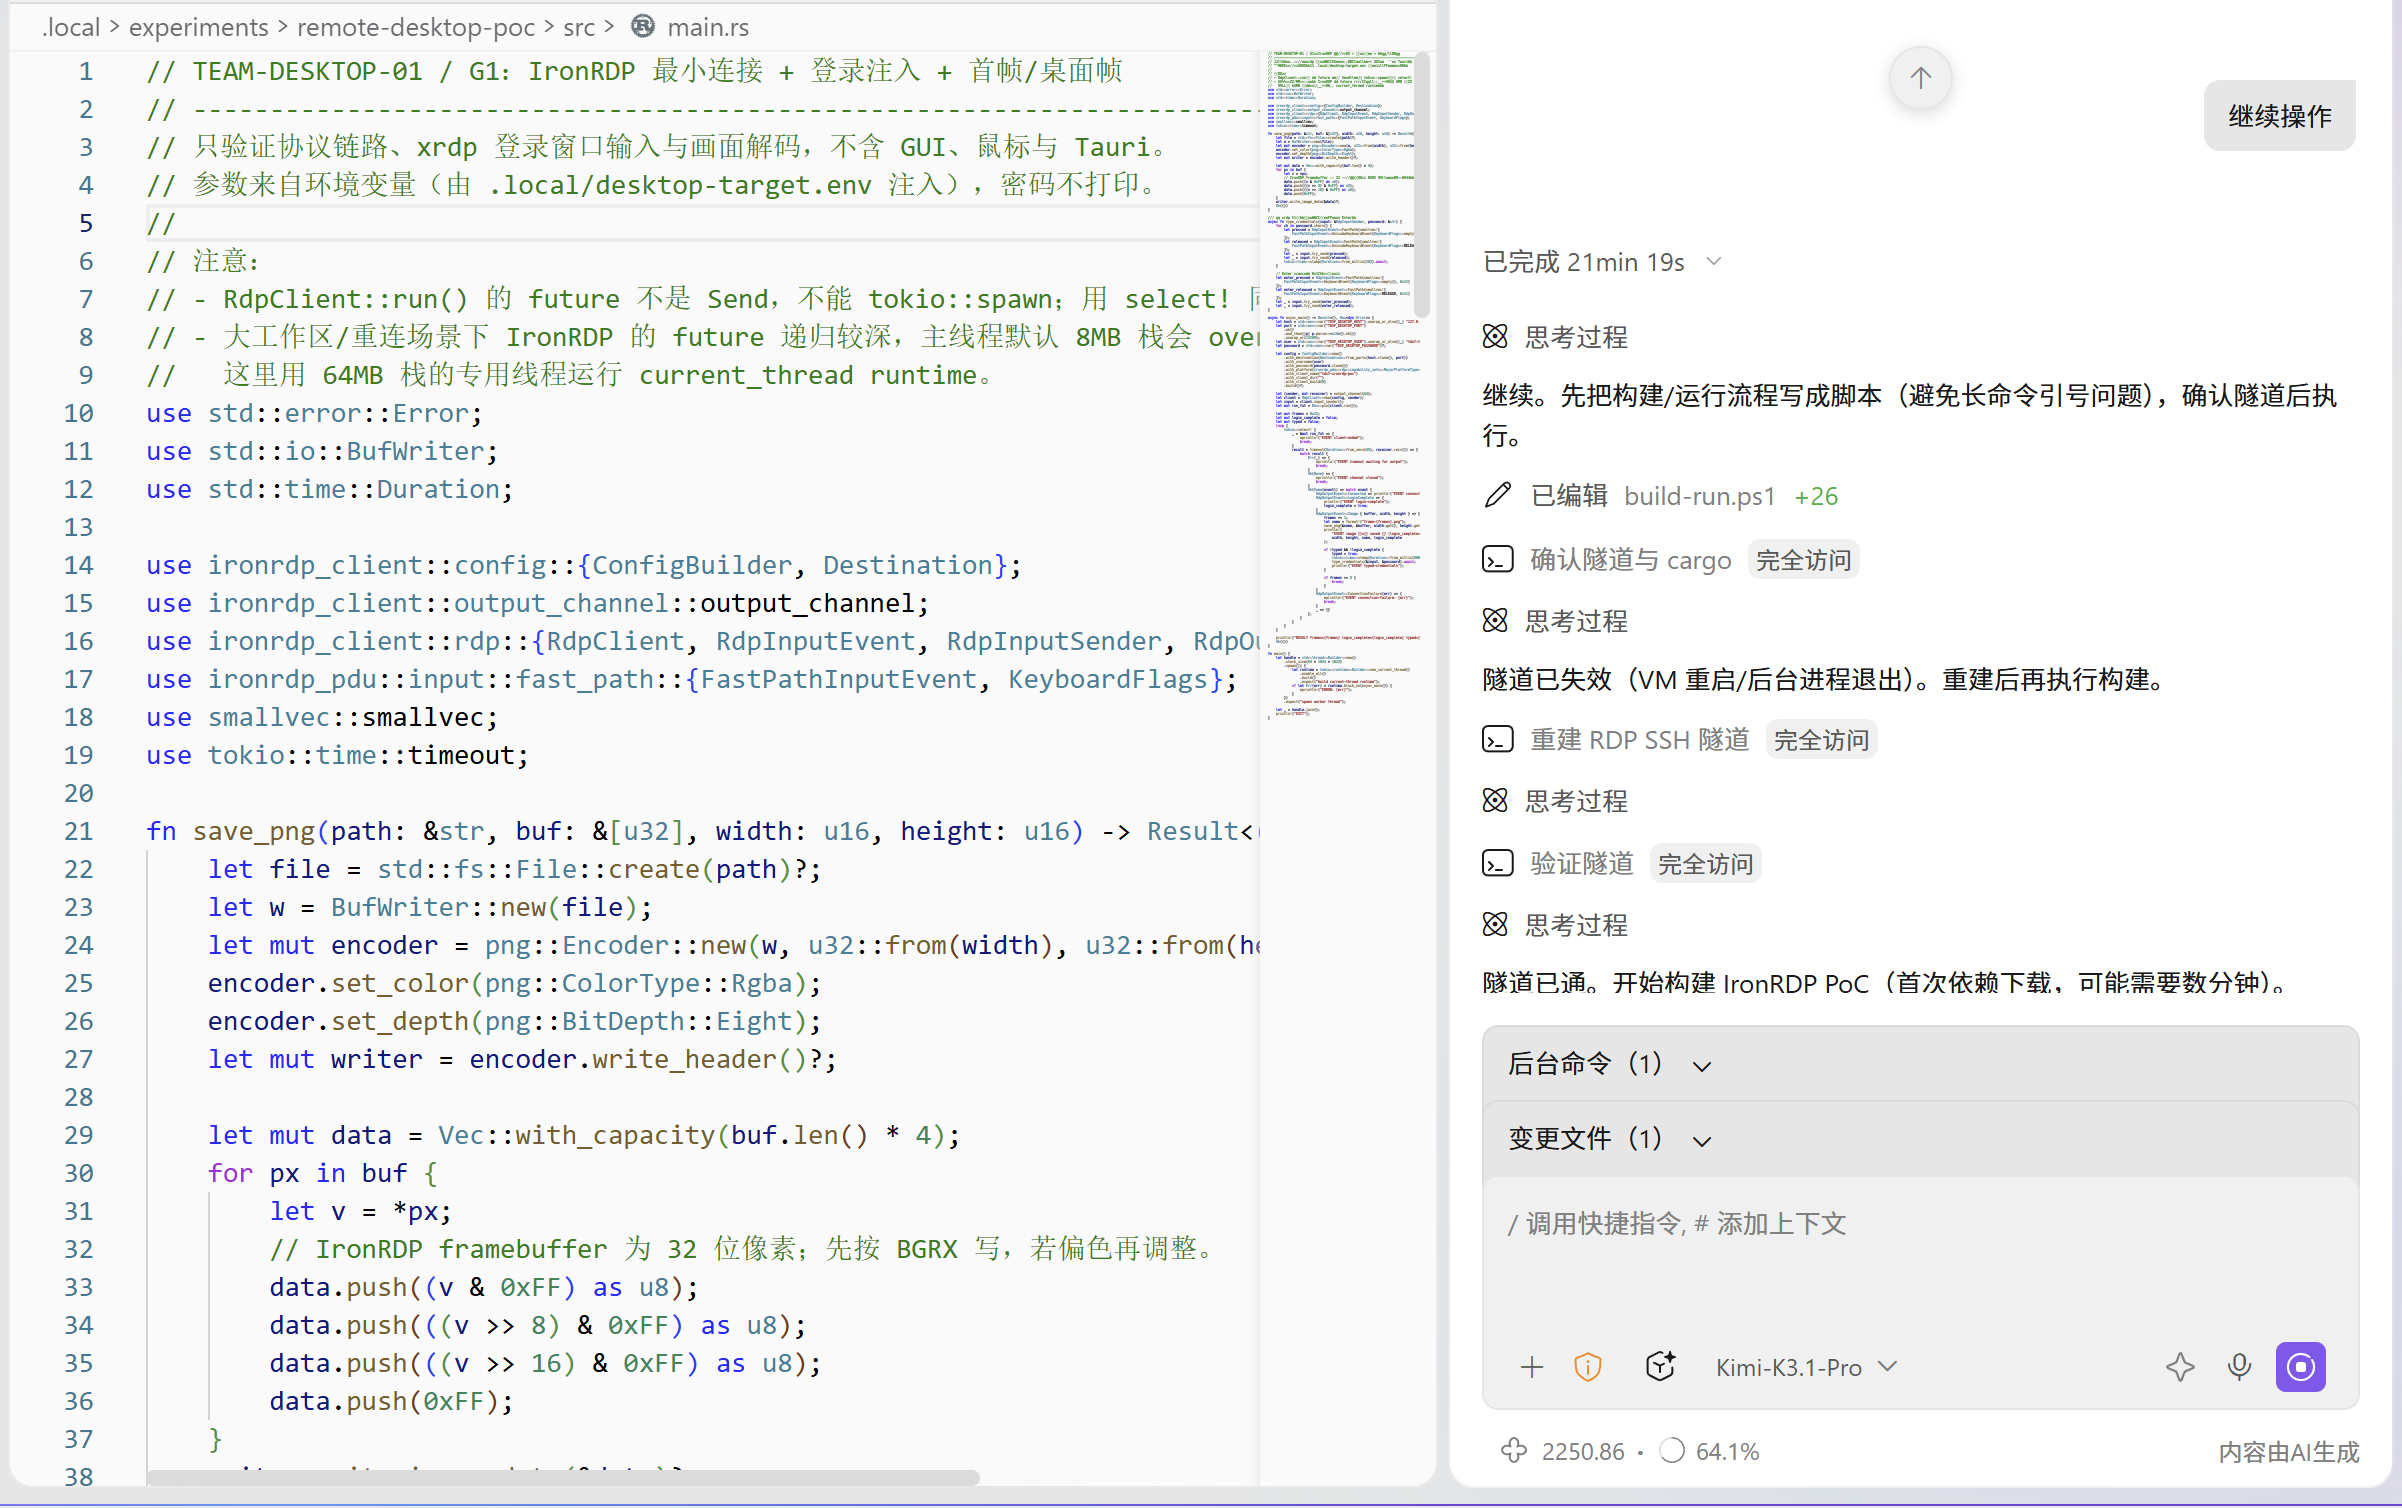 .local > experiments > remote-desktop-poc > src > main.rs
1 // TEAM-DESKTOP-01 / G1：IronRDP 最小连接 + 登录注入 + 首帧/桌面帧
2 // ----------------------------------------------------------------------
3 // 只验证协议链路、xrdp 登录窗口输入与画面解码，不含 GUI、鼠标与 Tauri。
4 // 参数来自环境变量（由 .local/desktop-target.env 注入），密码不打印。
5 //
6 // 注意：
7 // - RdpClient::run() 的 future 不是 Send，不能 tokio::spawn；用 select!
8 // - 大工作区/重连场景下 IronRDP 的 future 递归较深，主线程默认 8MB 栈会 over
9 //   这里用 64MB 栈的专用线程运行 current_thread runtime。
10 use std::error::Error;
11 use std::io::BufWriter;
12 use std::time::Duration;
13
14 use ironrdp_client::config::{ConfigBuilder, Destination};
15 use ironrdp_client::output_channel::output_channel;
16 use ironrdp_client::rdp::{RdpClient, RdpInputEvent, RdpInputSender, RdpOu
17 use ironrdp_pdu::input::fast_path::{FastPathInputEvent, KeyboardFlags};
18 use smallvec::smallvec;
19 use tokio::time::timeout;
20
21 fn save_png(path: &str, buf: &[u32], width: u16, height: u16) -> Result<
22     let file = std::fs::File::create(path)?;
23     let w = BufWriter::new(file);
24     let mut encoder = png::Encoder::new(w, u32::from(width), u32::from(he
25     encoder.set_color(png::ColorType::Rgba);
26     encoder.set_depth(png::BitDepth::Eight);
27     let mut writer = encoder.write_header()?;
28
29     let mut data = Vec::with_capacity(buf.len() * 4);
30     for px in buf {
31         let v = *px;
32         // IronRDP framebuffer 为 32 位像素；先按 BGRX 写，若偏色再调整。
33         data.push((v & 0xFF) as u8);
34         data.push(((v >> 8) & 0xFF) as u8);
35         data.push(((v >> 16) & 0xFF) as u8);
36         data.push(0xFF);
37     }
38
继续操作
已完成 21min 19s
思考过程
继续。先把构建/运行流程写成脚本（避免长命令引号问题），确认隧道后执
行。
已编辑 build-run.ps1 +26
确认隧道与 cargo 完全访问
思考过程
隧道已失效（VM 重启/后台进程退出）。重建后再执行构建。
重建 RDP SSH 隧道 完全访问
思考过程
验证隧道 完全访问
思考过程
隧道已通。开始构建 IronRDP PoC（首次依赖下载，可能需要数分钟）。
后台命令（1）
变更文件（1）
/ 调用快捷指令, # 添加上下文
Kimi-K3.1-Pro
2250.86 · 64.1%
内容由AI生成